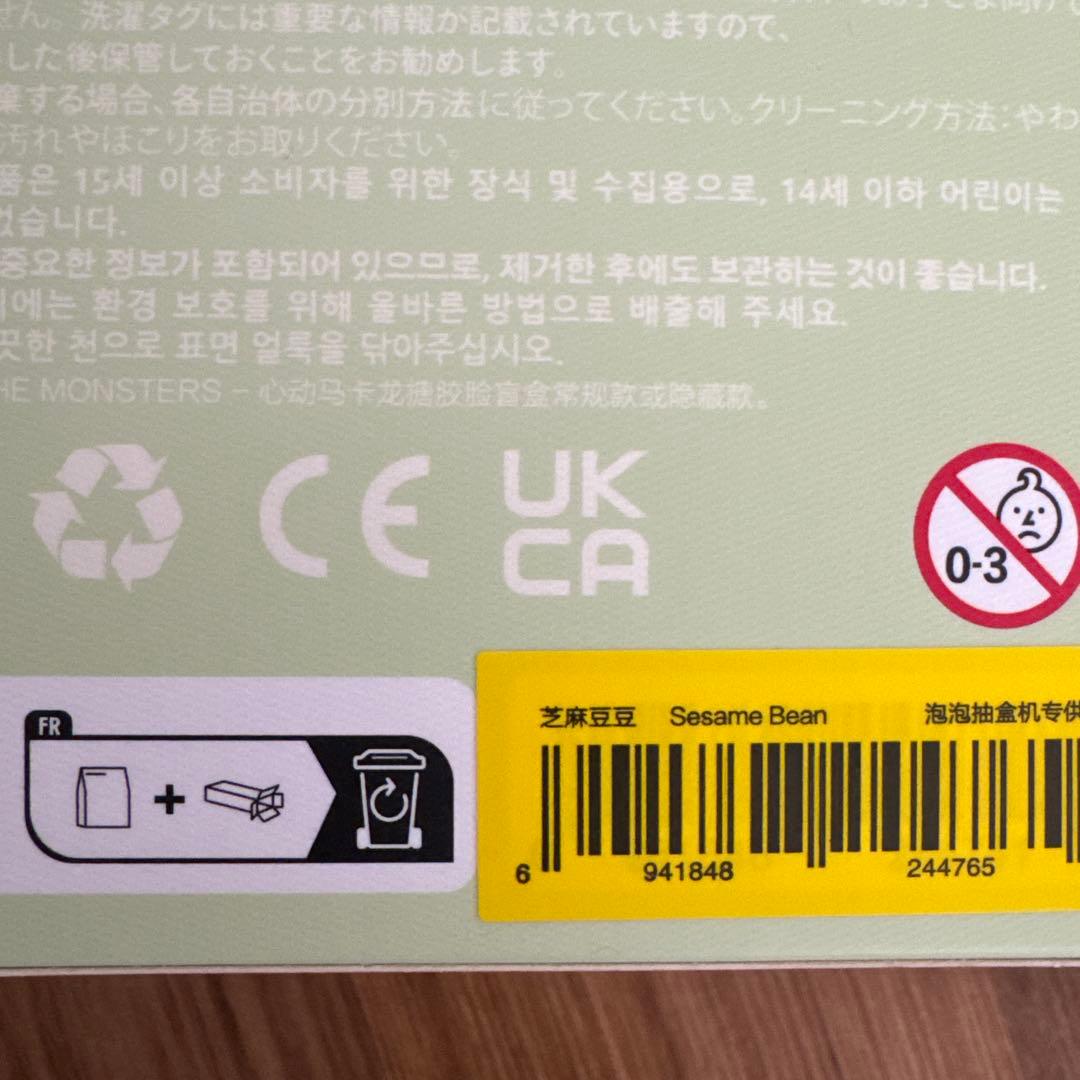 せん。洗濯タグには重要な情報が記載されていますので、
した後保管しておくことをお勧めします。
棄する場合、各自治体の分別方法に従ってください。クリーニング方法：やわ
汚れやほこりをお取りください。
품은 15세 이상 소비자를 위한 장식 및 수집용으로, 14세 이하 어린이는
없습니다.
중요한 정보가 포함되어 있으므로, 제거한 후에도 보관하는 것이 좋습니다.
에는 환경 보호를 위해 올바른 방법으로 배출해 주세요.
끗한 천으로 표면 얼룩을 닦아주십시오.
HE MONSTERS – 心动马卡龙搪胶脸盲盒常规款或隐藏款。
CE
UK
CA
0-3
FR
芝麻豆豆 Sesame Bean 泡泡抽盒机专供
6 941848 244765